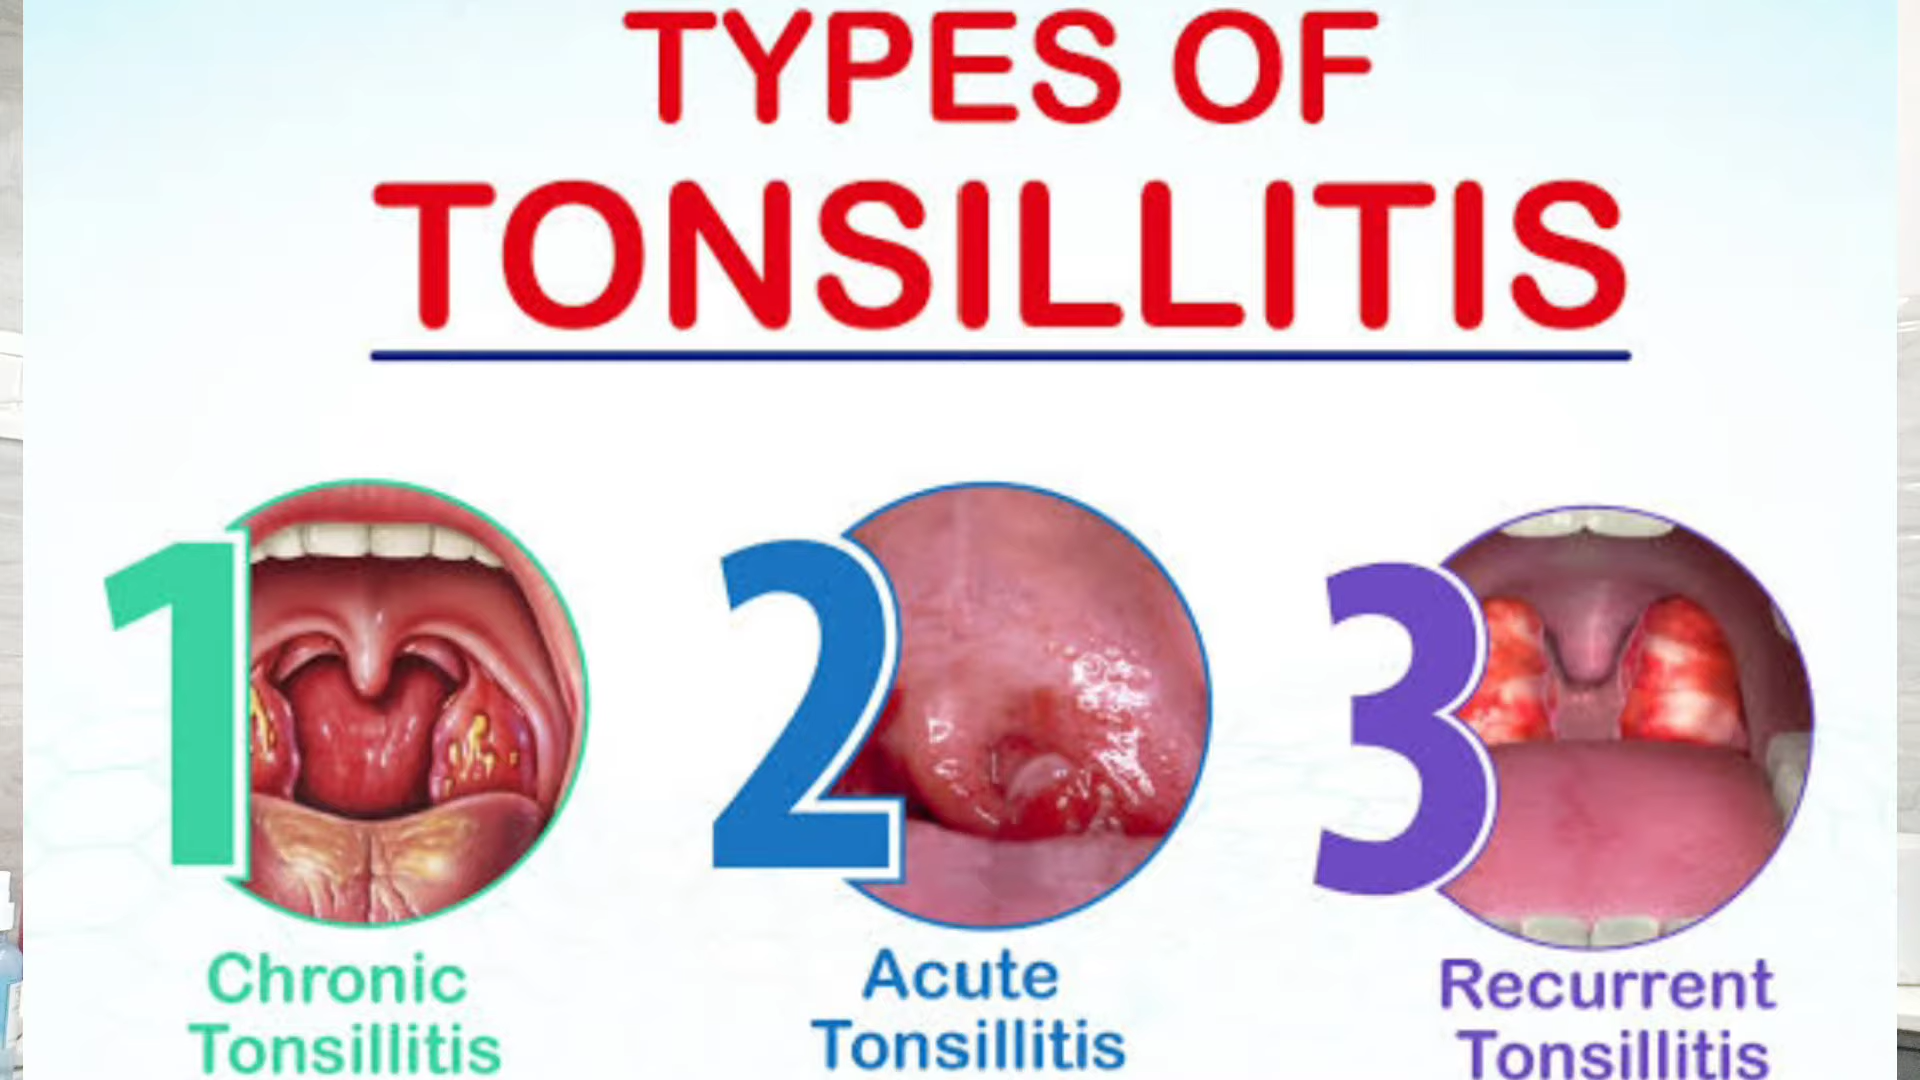 TYPES OF
TONSILLITIS
1
Chronic
Tonsillitis
2
Acute
Tonsillitis
3
Recurrent
Tonsillitis